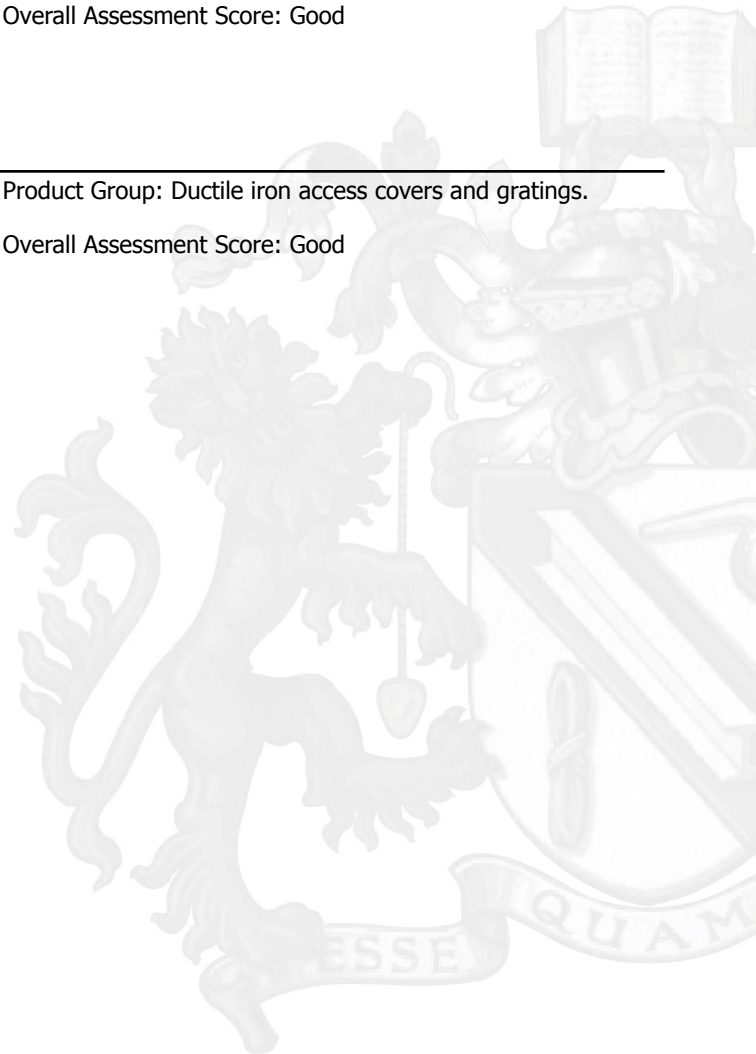 Overall Assessment Score: Good
Product Group: Ductile iron access covers and gratings.
Overall Assessment Score: Good
ESSE QUAM